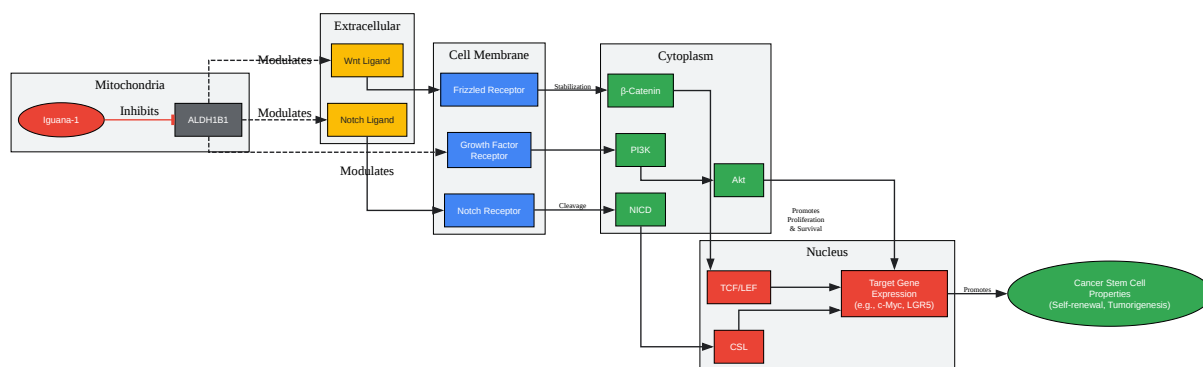 Extracellular
Modulates
Wnt Ligand
Cell Membrane
Cytoplasm
Mitochondria
Frizzled Receptor
Stabilization
β-Catenin
Iguana-1
Inhibits
ALDH1B1
Modulates
Notch Ligand
Growth Factor
Receptor
PI3K
Modulates
Akt
Notch Receptor
Cleavage
NICD
Promotes
Proliferation
& Survival
Nucleus
TCF/LEF
Target Gene
Expression
(e.g., c-Myc, LGR5)
Promotes
Cancer Stem Cell
Properties
(Self-renewal, Tumorigenesis)
CSL